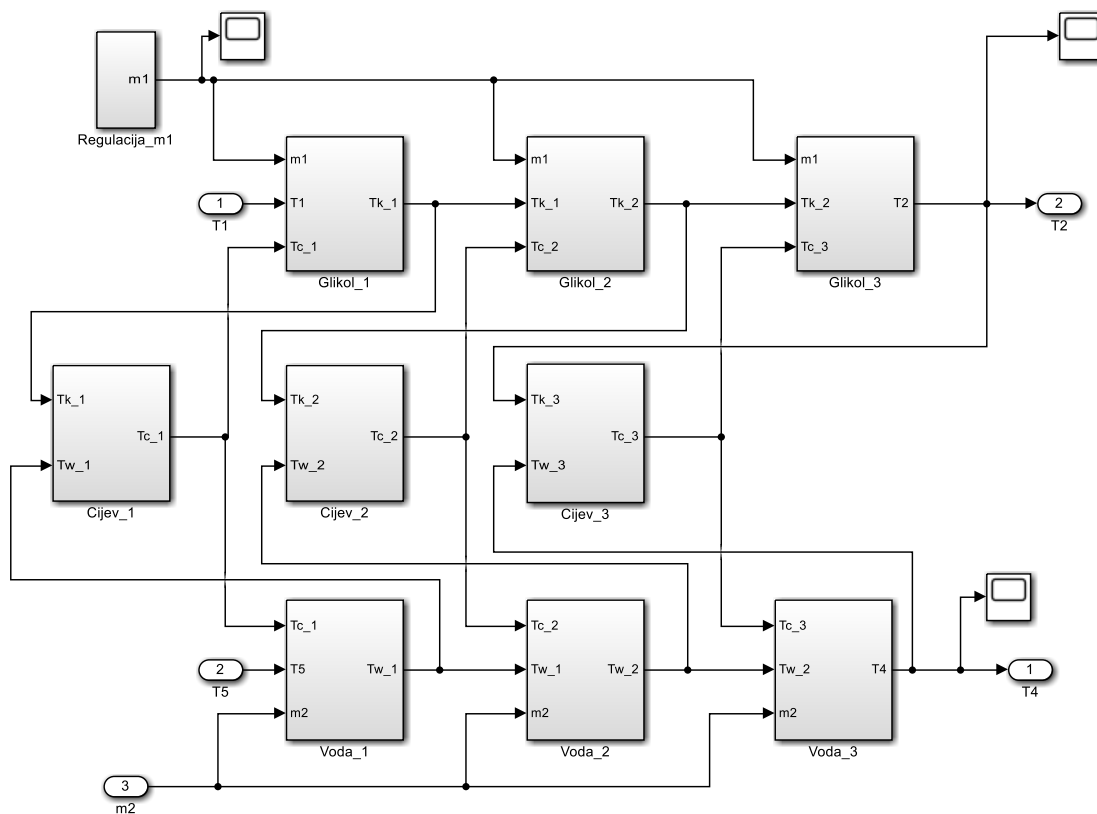 m1
Regulacija_m1
m1
T1
Tc_1
Tk_1
Glikol_1
1
T1
m1
Tk_1
Tc_2
Tk_2
Glikol_2
m1
Tk_2
Tc_3
T2
Glikol_3
2
T2
Tk_1
Tw_1
Tc_1
Cijev_1
Tk_2
Tw_2
Tc_2
Cijev_2
Tk_3
Tw_3
Tc_3
Cijev_3
Tc_1
T5
m2
Tw_1
Voda_1
2
T5
Tc_2
Tw_1
m2
Tw_2
Voda_2
Tc_3
Tw_2
m2
T4
Voda_3
1
T4
3
m2